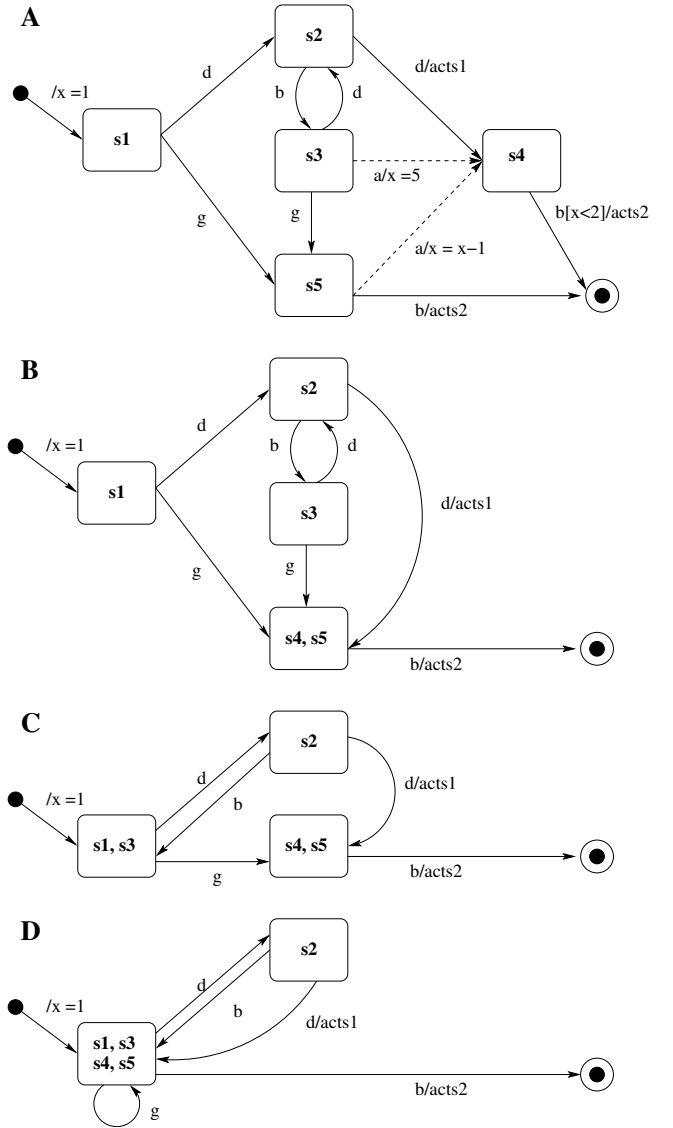 A
s2
d/acts1
d
/x =1
b
d
s1
s3
s4
a/x =5
b[x<2]/acts2
g
g
a/x = x−1
s5
b/acts2
B
s2
d
/x =1
b
d
s1
d/acts1
s3
g
g
s4, s5
b/acts2
C
s2
d
d/acts1
/x =1
b
s1, s3
s4, s5
g
b/acts2
D
s2
d
/x =1
b
d/acts1
s1, s3
s4, s5
b/acts2
g